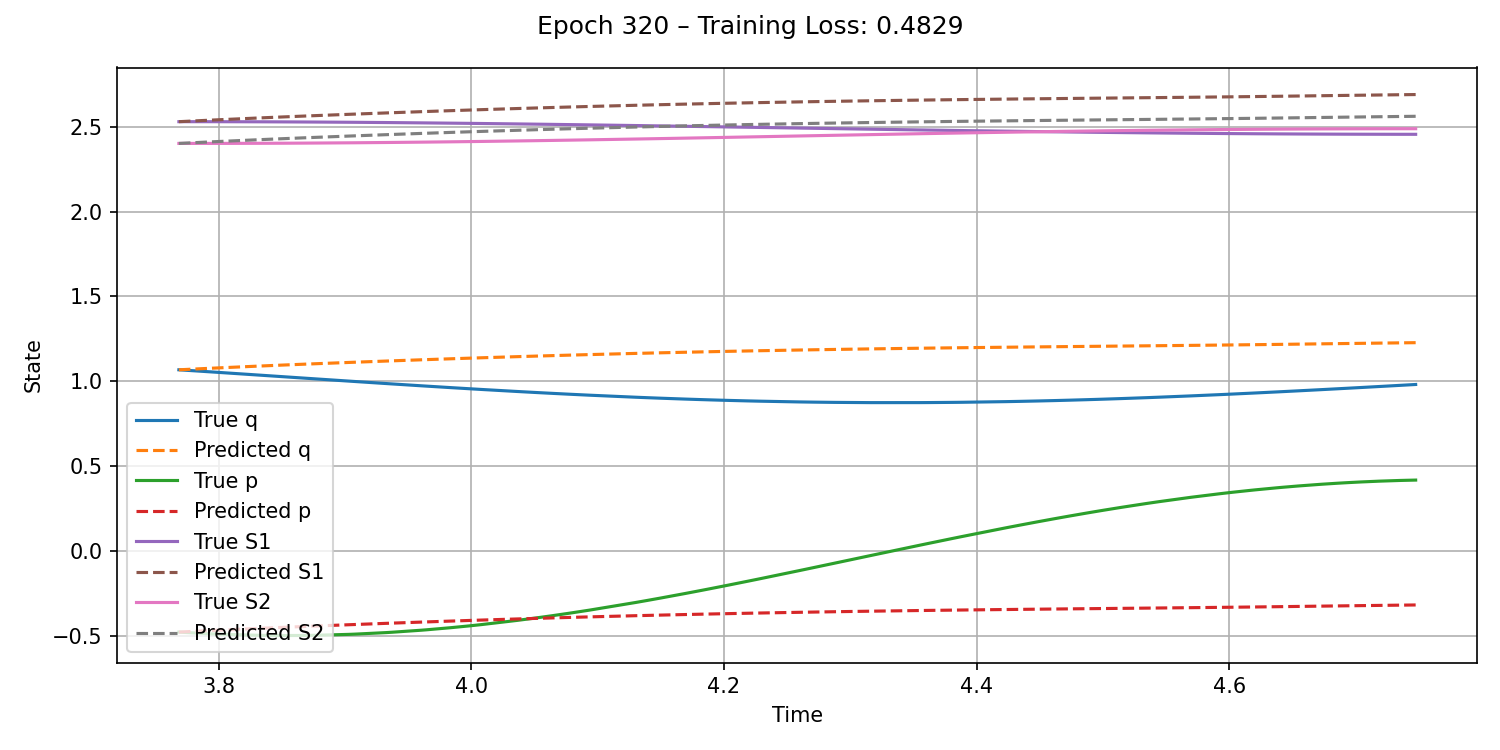 Epoch 320 – Training Loss: 0.4829
State
2.5
2.0
1.5
1.0
0.5
0.0
−0.5
True q
Predicted q
True p
Predicted p
True S1
Predicted S1
True S2
Predicted S2
3.8 4.0 4.2 4.4 4.6
Time